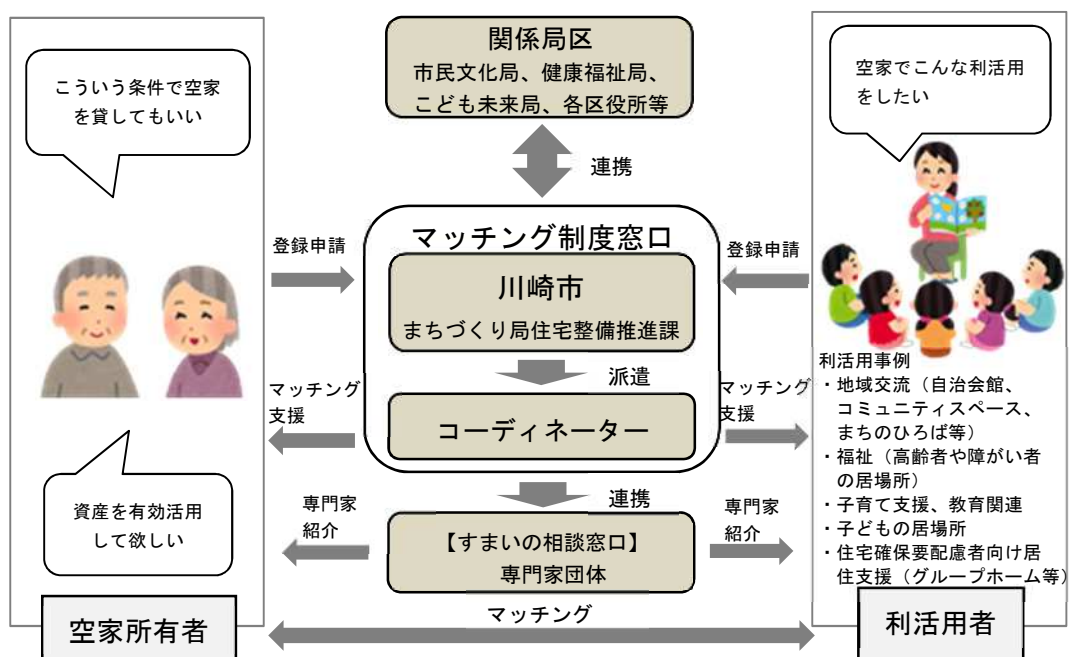 関係局区
市民文化局、健康福祉局、
こども未来局、各区役所等
こういう条件で空家
を貸してもいい
空家でこんな利活用
をしたい
連携
マッチング制度窓口
登録申請
登録申請
川崎市
まちづくり局住宅整備推進課
派遣
マッチング
支援
マッチング
支援
コーディネーター
利活用事例
・地域交流（自治会館、
コミュニティスペース、
まちのひろば等）
・福祉（高齢者や障がい者
の居場所）
・子育て支援、教育関連
・子どもの居場所
・住宅確保要配慮者向け居
住支援（グループホーム等）
連携
専門家
紹介
専門家
紹介
資産を有効活用
して欲しい
【すまいの相談窓口】
専門家団体
マッチング
空家所有者
利活用者